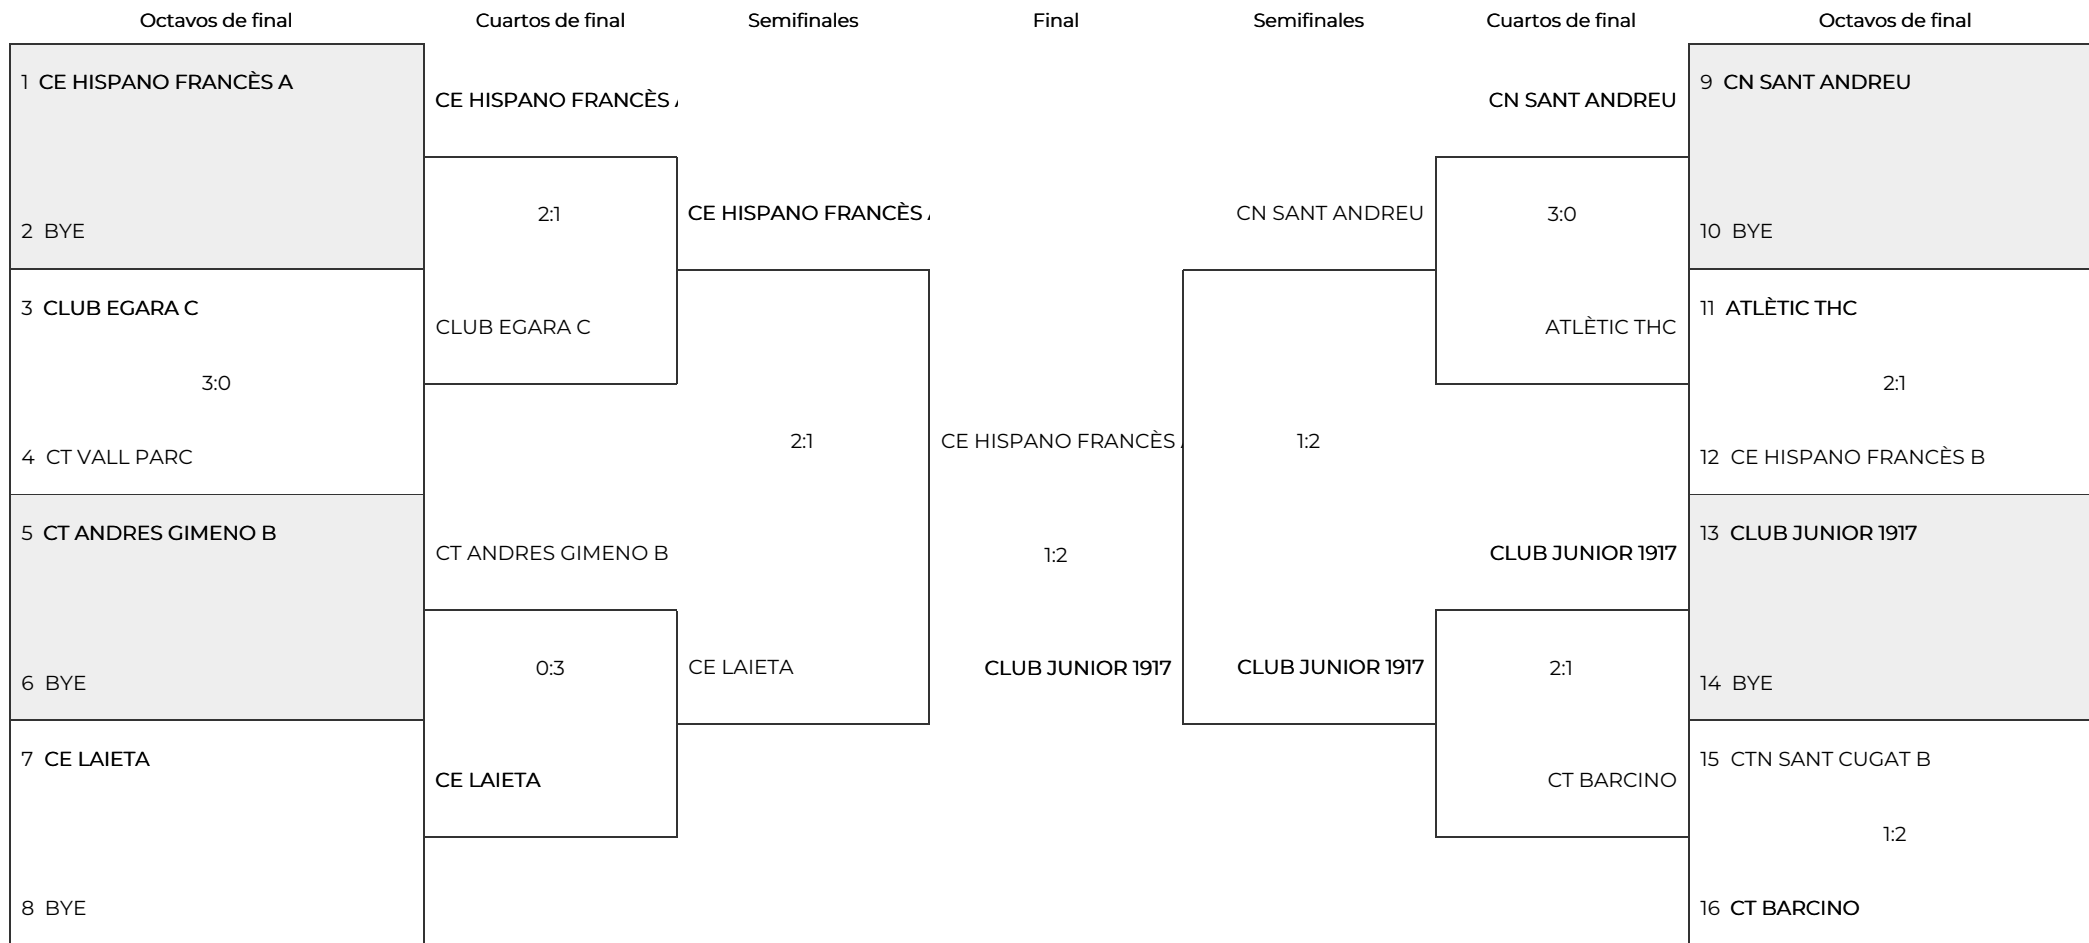 Octavos de final
Cuartos de final
Semifinales
Final
Semifinales
Cuartos de final
Octavos de final
1 CE HISPANO FRANCÈS A
2 BYE
3 CLUB EGARA C
3:0
4 CT VALL PARC
5 CT ANDRES GIMENO B
6 BYE
7 CE LAIETA
8 BYE
CE HISPANO FRANCÈS
2:1
CLUB EGARA C
CT ANDRES GIMENO B
0:3
CE LAIETA
CE HISPANO FRANCÈS
2:1
CE LAIETA
CE HISPANO FRANCÈS
1:2
CLUB JUNIOR 1917
CN SANT ANDREU
1:2
CLUB JUNIOR 1917
CN SANT ANDREU
3:0
ATLÈTIC THC
CLUB JUNIOR 1917
2:1
CT BARCINO
9 CN SANT ANDREU
10 BYE
11 ATLÈTIC THC
2:1
12 CE HISPANO FRANCÈS B
13 CLUB JUNIOR 1917
14 BYE
15 CTN SANT CUGAT B
1:2
16 CT BARCINO